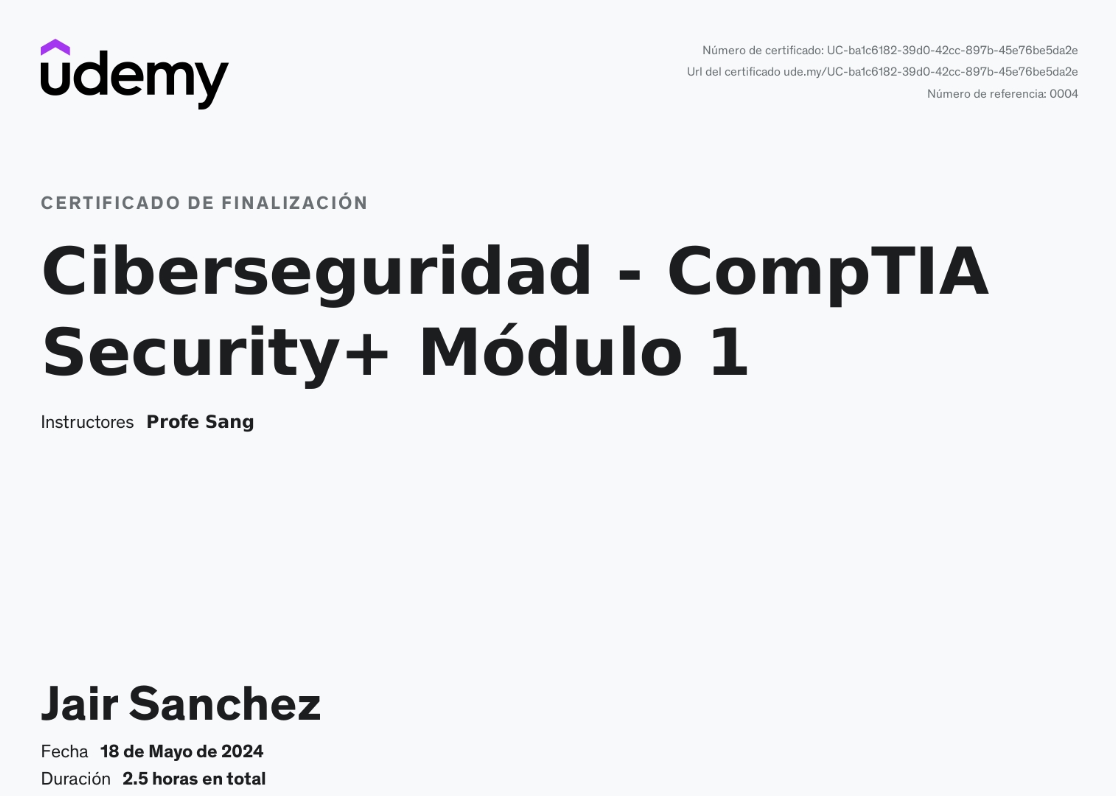 udemy
Número de certificado: UC-ba1c6182-39d0-42cc-897b-45e76be5da2e
Url del certificado ude.my/UC-ba1c6182-39d0-42cc-897b-45e76be5da2e
Número de referencia: 0004
CERTIFICADO DE FINALIZACIÓN
Ciberseguridad - CompTIA
Security+ Módulo 1
Instructores Profe Sang
Jair Sanchez
Fecha 18 de Mayo de 2024
Duración 2.5 horas en total